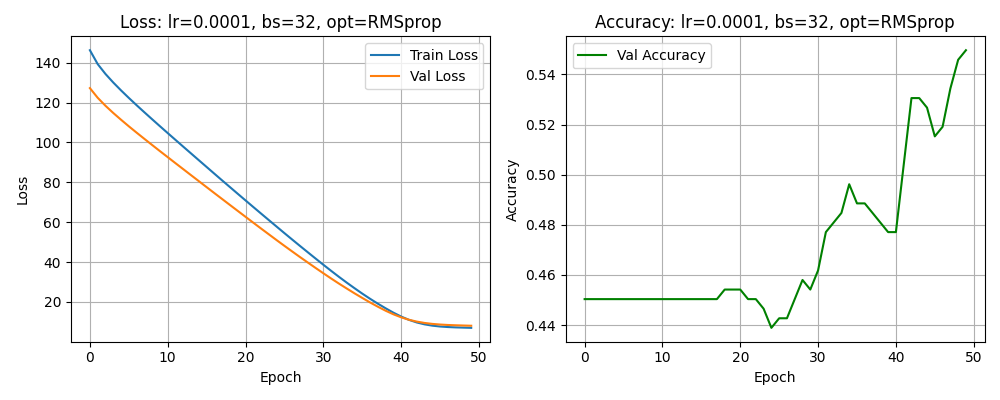 Loss: lr=0.0001, bs=32, opt=RMSprop
Train Loss
Val Loss
140
120
100
80
60
40
20
0 10 20 30 40 50
Loss
Epoch
Accuracy: lr=0.0001, bs=32, opt=RMSprop
Val Accuracy
0.54
0.52
0.50
0.48
0.46
0.44
0 10 20 30 40 50
Accuracy
Epoch